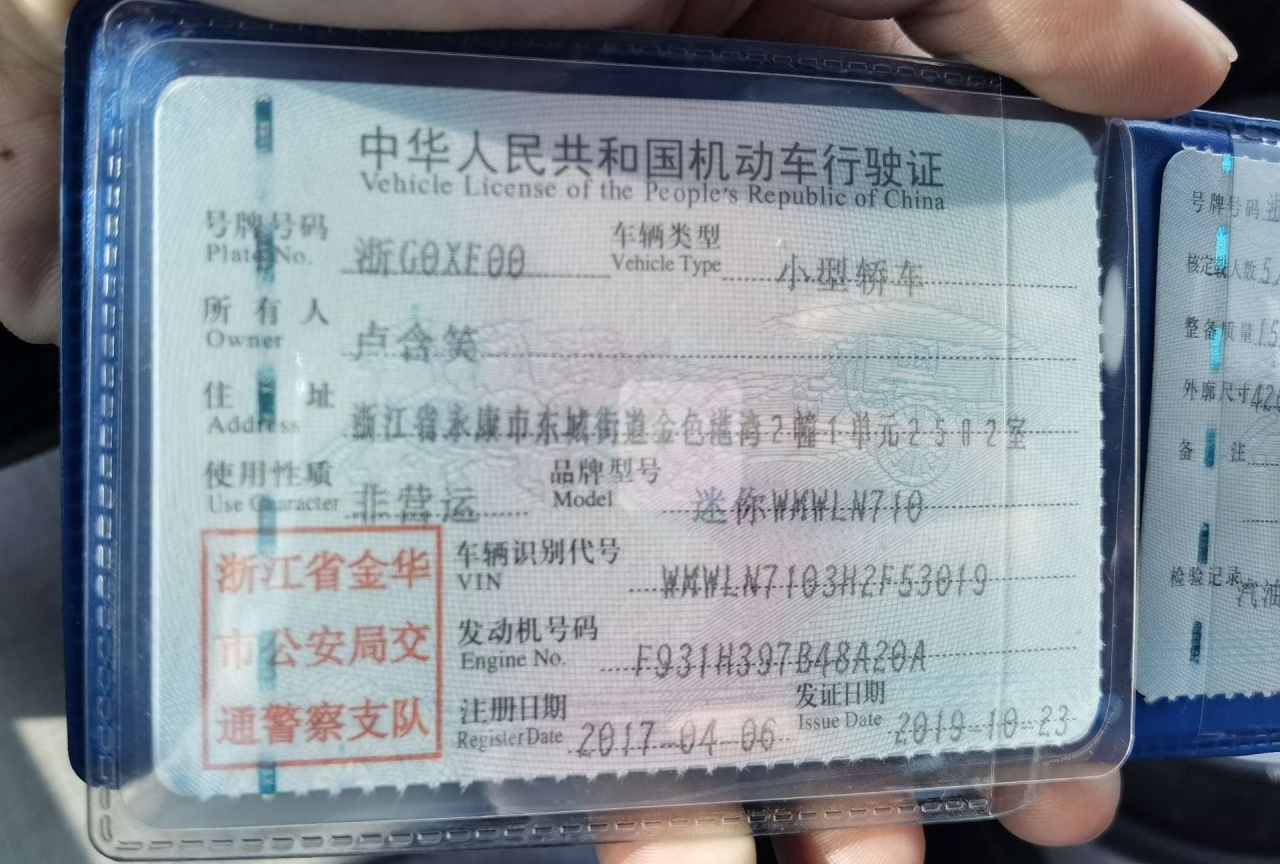 中华人民共和国机动车行驶证
Vehicle License of the People's Republic of China
号牌号码 浙G0XF00 车辆类型 小型轿车
Plate No. Vehicle Type
所有人 卢含笑
Owner
住址 浙江省永康市东城街道金色港湾2幢1单元2502室
Address
使用性质 非营运 品牌型号 迷你WMWLN710
Use Character Model
浙江省金华
市公安局交
通警察支队
车辆识别代号 WMWLN7103H2F53019
VIN
发动机号码 F931H397B48A20A
Engine No.
注册日期 2017-04-06 发证日期 2019-10-23
Register Date Issue Date
号牌号码 浙
核定载人数 5
整备质量 15
外廓尺寸 42
备注
检验记录
汽油